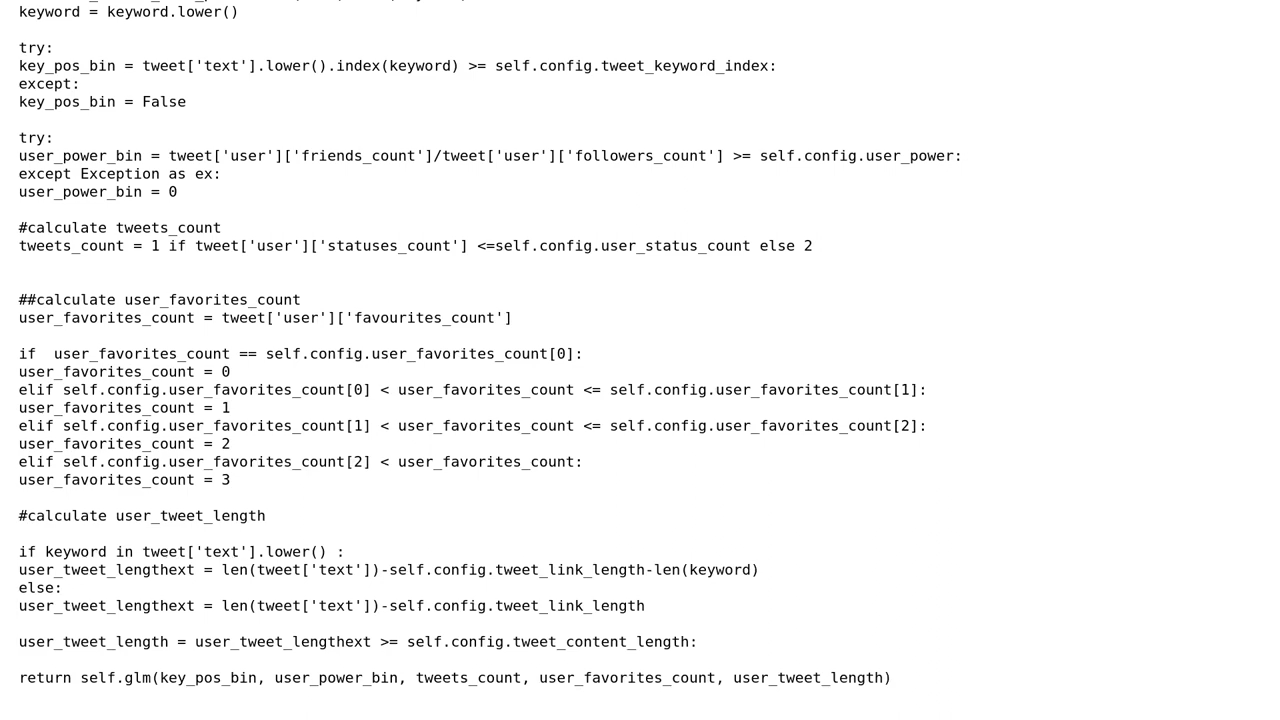 keyword = keyword.lower()
try:
key_pos_bin = tweet['text'].lower().index(keyword) >= self.config.tweet_keyword_index:
except:
key_pos_bin = False
try:
user_power_bin = tweet['user']['friends_count']/tweet['user']['followers_count'] >= self.config.user_power:
except Exception as ex:
user_power_bin = 0
#calculate tweets_count
tweets_count = 1 if tweet['user']['statuses_count'] <=self.config.user_status_count else 2
##calculate user_favorites_count
user_favorites_count = tweet['user']['favourites_count']
if  user_favorites_count == self.config.user_favorites_count[0]:
user_favorites_count = 0
elif self.config.user_favorites_count[0] < user_favorites_count <= self.config.user_favorites_count[1]:
user_favorites_count = 1
elif self.config.user_favorites_count[1] < user_favorites_count <= self.config.user_favorites_count[2]:
user_favorites_count = 2
elif self.config.user_favorites_count[2] < user_favorites_count:
user_favorites_count = 3
#calculate user_tweet_length
if keyword in tweet['text'].lower() :
user_tweet_lengthext = len(tweet['text'])-self.config.tweet_link_length-len(keyword)
else:
user_tweet_lengthext = len(tweet['text'])-self.config.tweet_link_length
user_tweet_length = user_tweet_lengthext >= self.config.tweet_content_length:
return self.glm(key_pos_bin, user_power_bin, tweets_count, user_favorites_count, user_tweet_length)